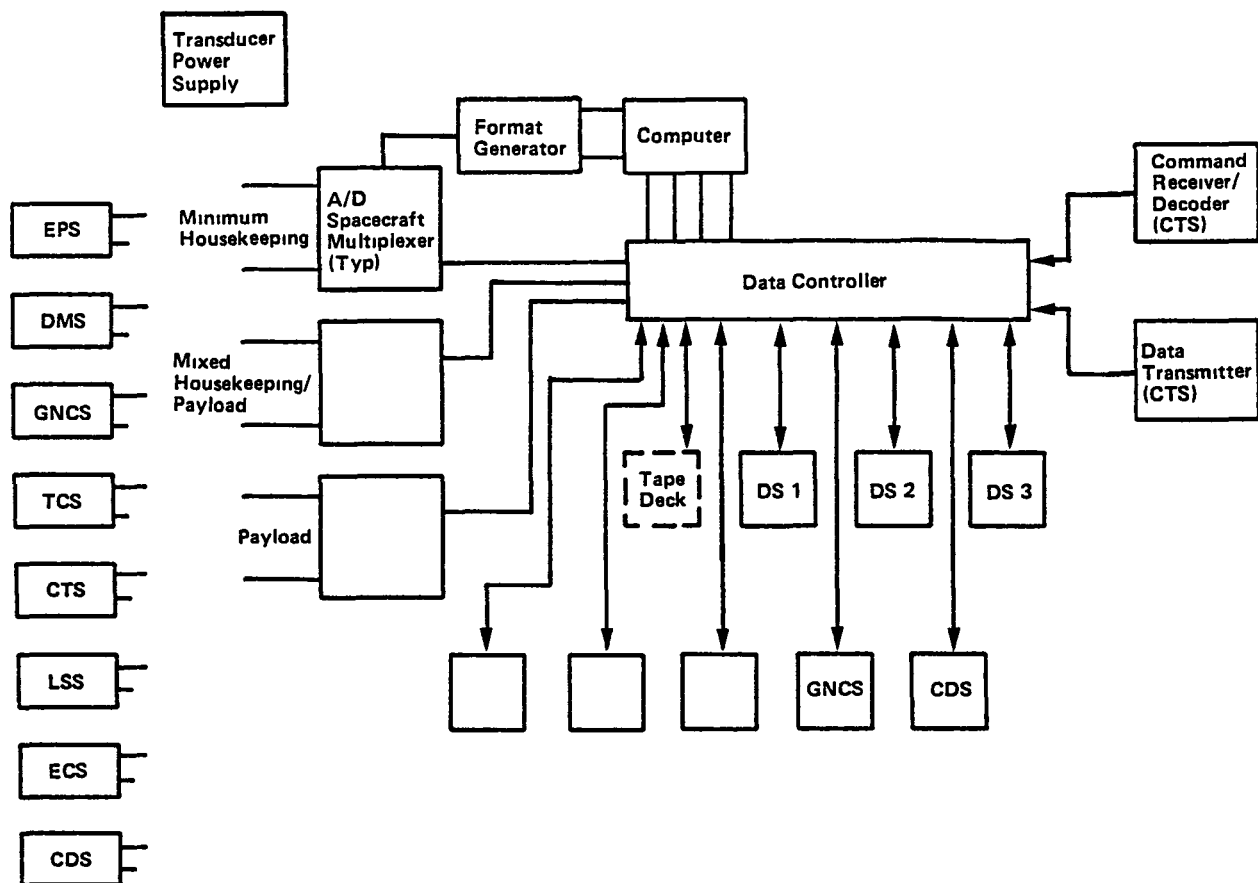 Transducer
Power
Supply
Format
Generator
Computer
Command
Receiver/
Decoder
(CTS)
A/D
Spacecraft
Multiplexer
(Typ)
Minimum
Housekeeping
EPS
Data Controller
DMS
Mixed
Housekeeping/
Payload
Data
Transmitter
(CTS)
GNCS
Tape
Deck
DS 1
DS 2
DS 3
TCS
Payload
CTS
LSS
GNCS
CDS
ECS
CDS